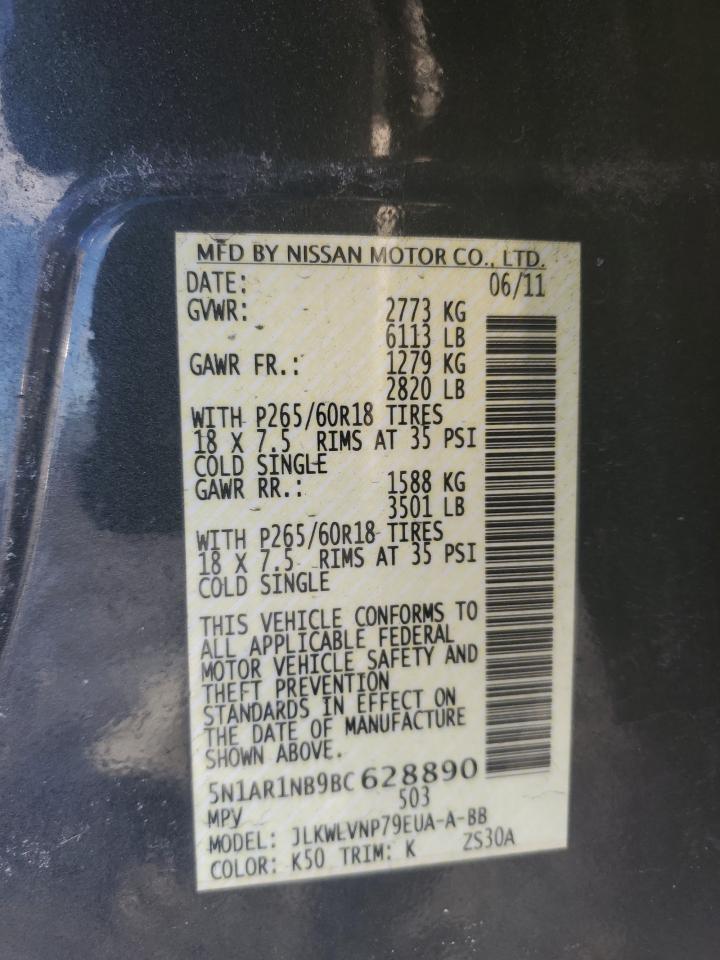 MFD BY NISSAN MOTOR CO., LTD.
DATE: 06/11
GVWR: 2773 KG
6113 LB
GAWR FR.: 1279 KG
2820 LB
WITH P265/60R18 TIRES
18 X 7.5 RIMS AT 35 PSI
COLD SINGLE
GAWR RR.: 1588 KG
3501 LB
WITH P265/60R18 TIRES
18 X 7.5 RIMS AT 35 PSI
COLD SINGLE
THIS VEHICLE CONFORMS TO
ALL APPLICABLE FEDERAL
MOTOR VEHICLE SAFETY AND
THEFT PREVENTION
STANDARDS IN EFFECT ON
THE DATE OF MANUFACTURE
SHOWN ABOVE.
5N1AR1NB9BC 628890
MPV 503
MODEL: JLKWLVNP79EUA-A-BB
COLOR: K50 TRIM: K ZS30A